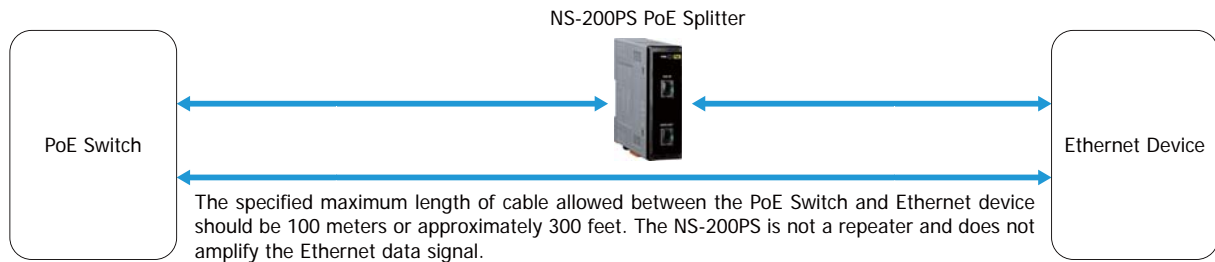 NS-200PS PoE Splitter
PoE Switch
Ethernet Device
The specified maximum length of cable allowed between the PoE Switch and Ethernet device
should be 100 meters or approximately 300 feet. The NS-200PS is not a repeater and does not
amplify the Ethernet data signal.